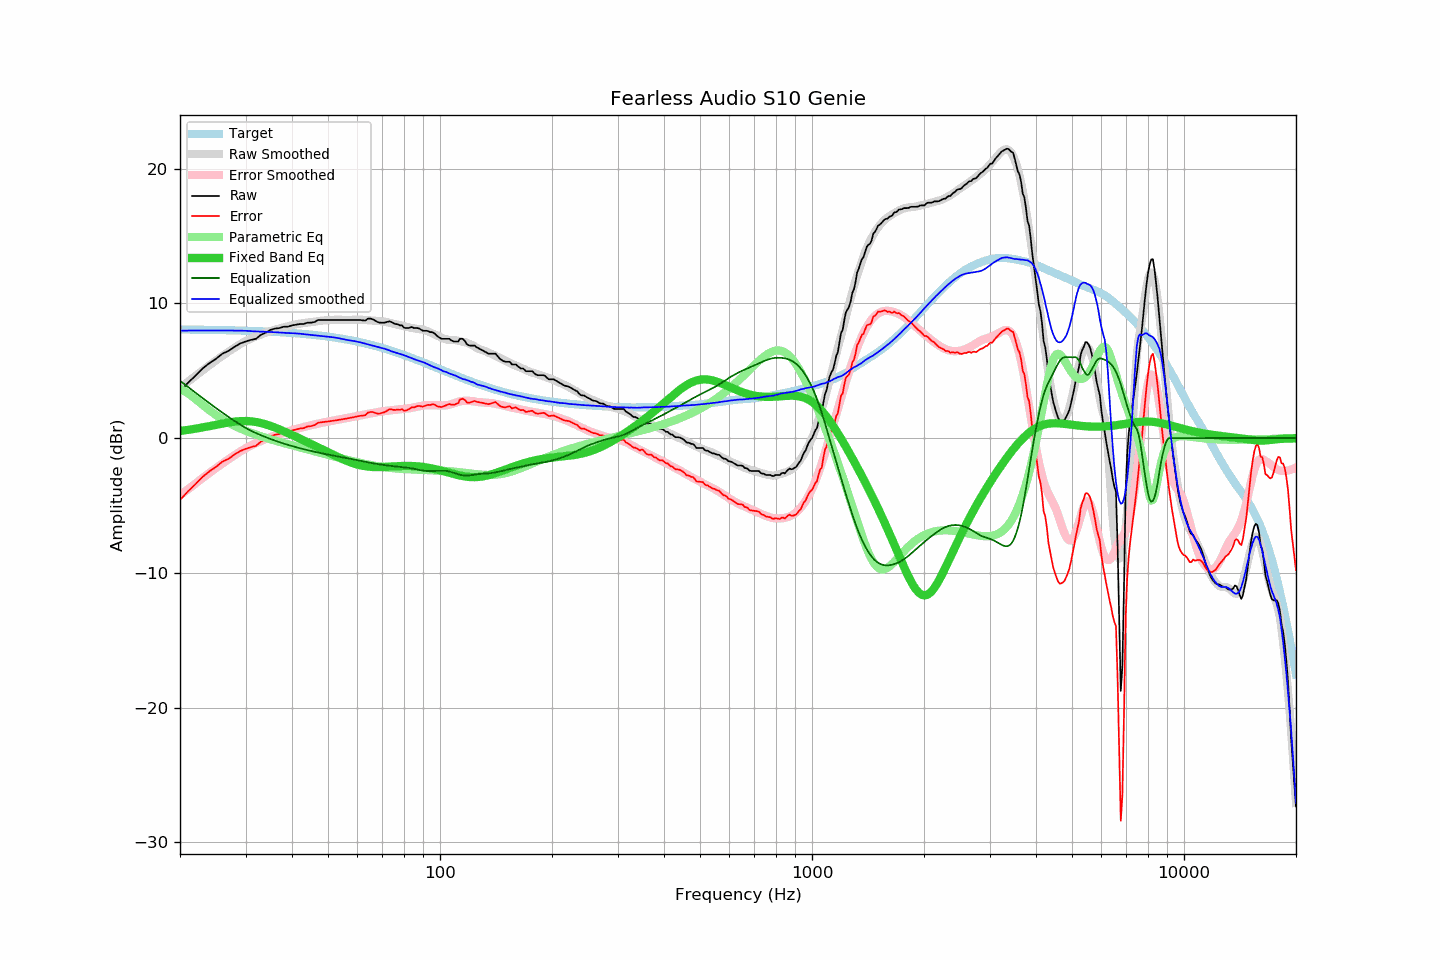 Fearless Audio S10 Genie
Target
Raw Smoothed
Error Smoothed
Raw
Error
Parametric Eq
Fixed Band Eq
Equalization
Equalized smoothed
20
10
0
−10
−20
−30
Amplitude (dBr)
100
1000
10000
Frequency (Hz)